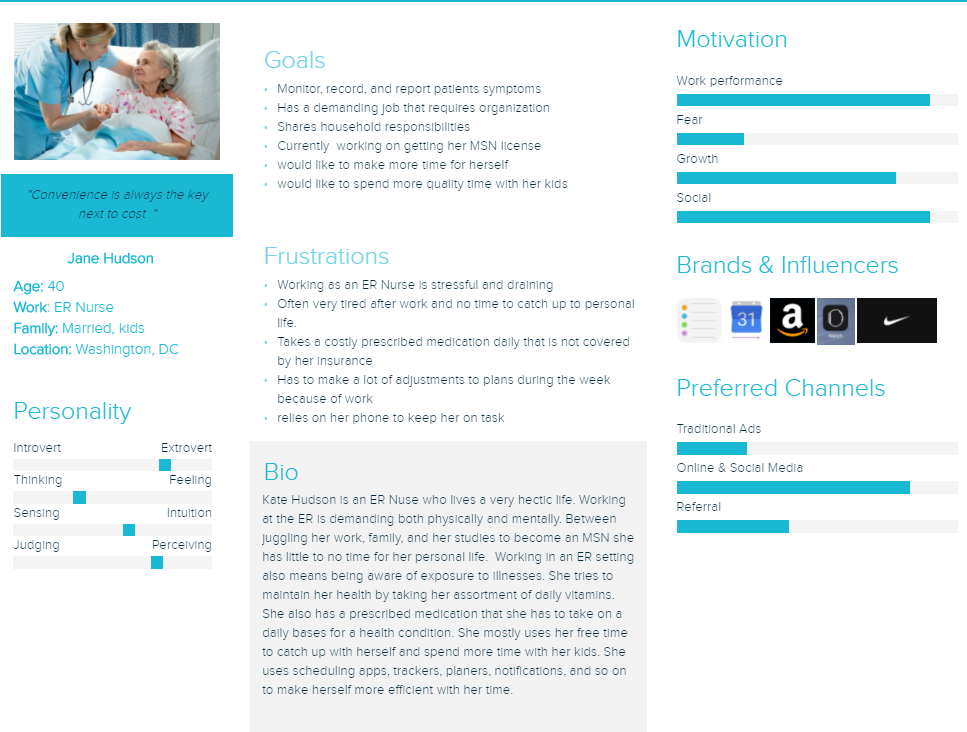 "Convenience is always the key
next to cost "
Jane Hudson
Age: 40
Work: ER Nurse
Family: Married, kids
Location: Washington, DC
Personality
Introvert Extrovert
Thinking Feeling
Sensing Intuition
Judging Perceiving
Goals
• Monitor, record, and report patients symptoms
• Has a demanding job that requires organization
• Shares household responsibilities
• Currently  working on getting her MSN license
• would like to make more time for herself
• would like to spend more quality time with her kids
Frustrations
• Working as an ER Nurse is stressful and draining
• Often very tired after work and no time to catch up to personal
life.
• Takes a costly prescribed medication daily that is not covered
by her insurance
• Has to make a lot of adjustments to plans during the week
because of work
• relies on her phone to keep her on task
Bio
Kate Hudson is an ER Nuse who lives a very hectic life. Working
at the ER is demanding both physically and mentally. Between
juggling her work, family, and her studies to become an MSN she
has little to no time for her personal life.  Working in an ER setting
also means being aware of exposure to illnesses. She tries to
maintain her health by taking her assortment of daily vitamins.
She also has a prescribed medication that she has to take on a
daily bases for a health condition. She mostly uses her free time
to catch up with herself and spend more time with her kids. She
uses scheduling apps, trackers, planers, notifications, and so on
to make herself more efficient with her time.
Motivation
Work performance
Fear
Growth
Social
Brands & Influencers
31
a
Watch
Preferred Channels
Traditional Ads
Online & Social Media
Referral